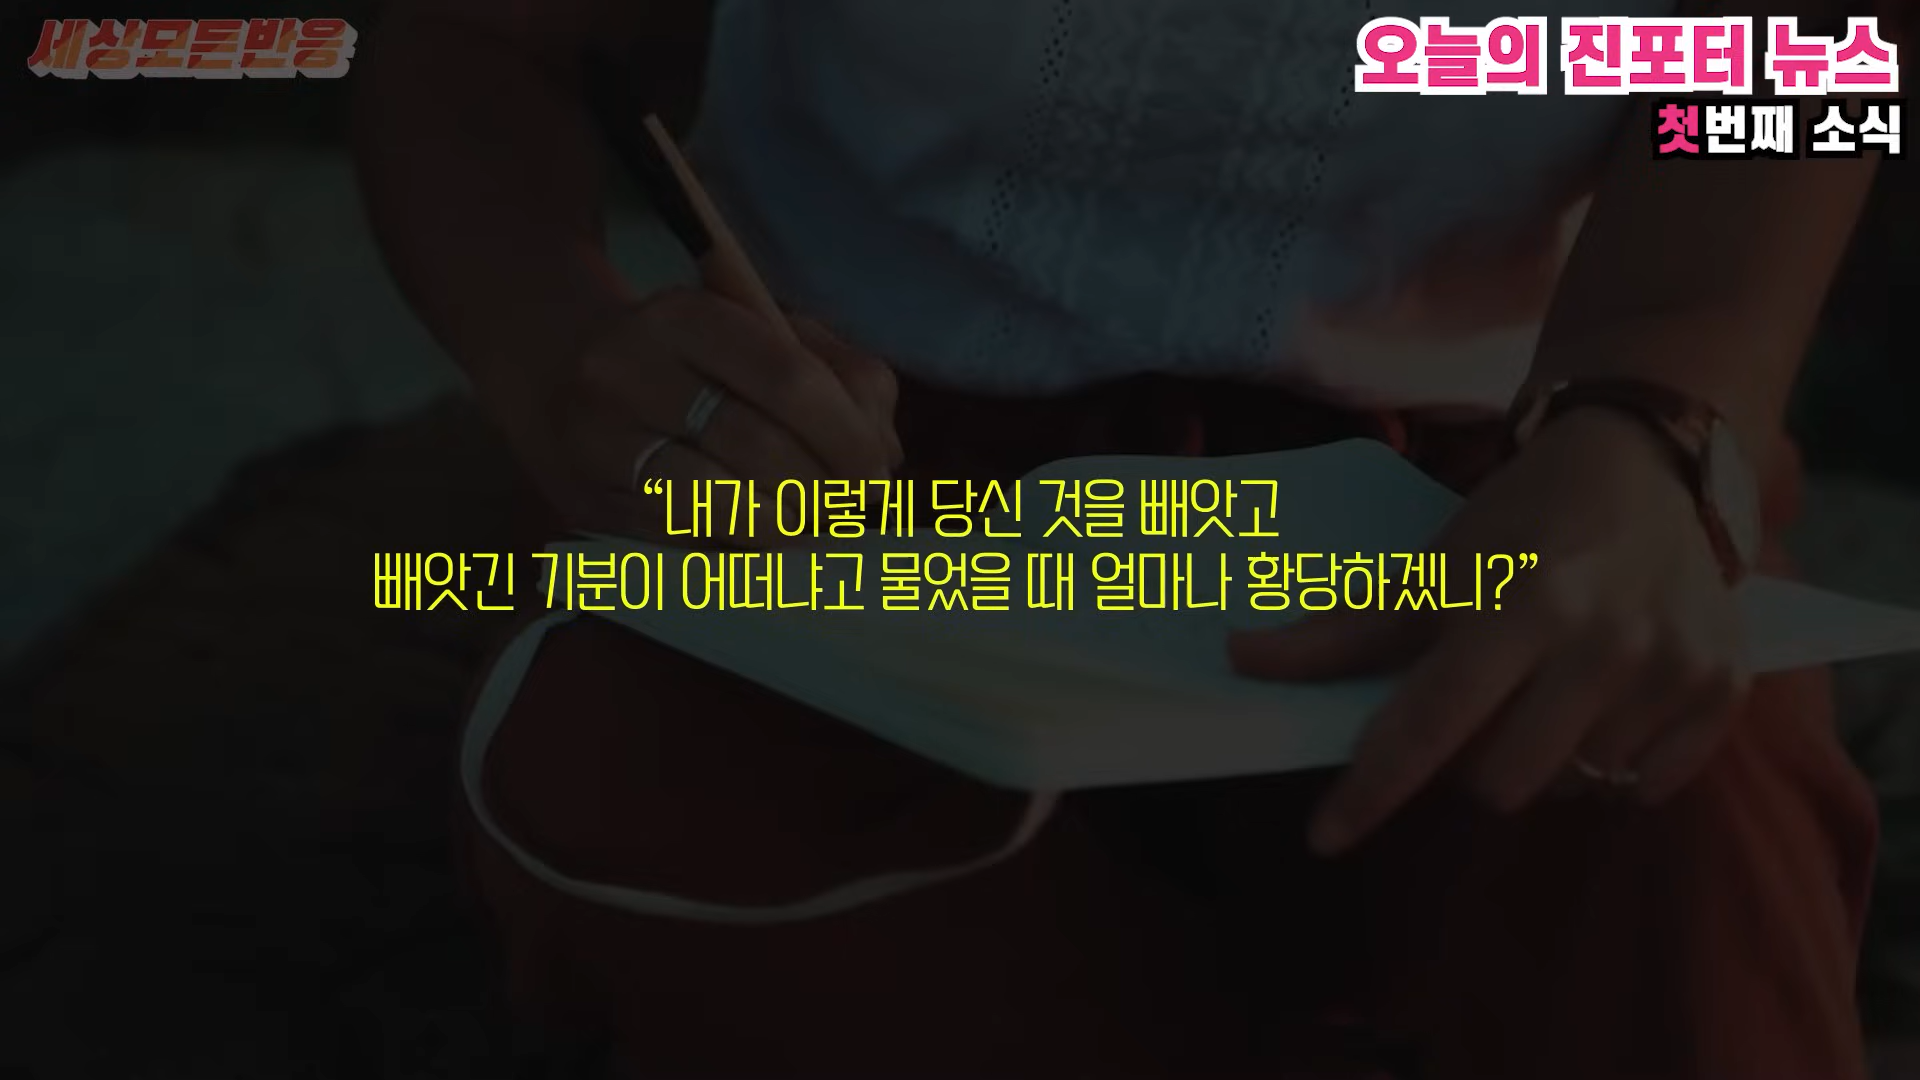 세상모든반응
오늘의 진포터 뉴스
첫번째 소식
“내가 이렇게 당신 것을 빼앗고
빼앗긴 기분이 어떠냐고 물었을 때 얼마나 황당하겠니?”